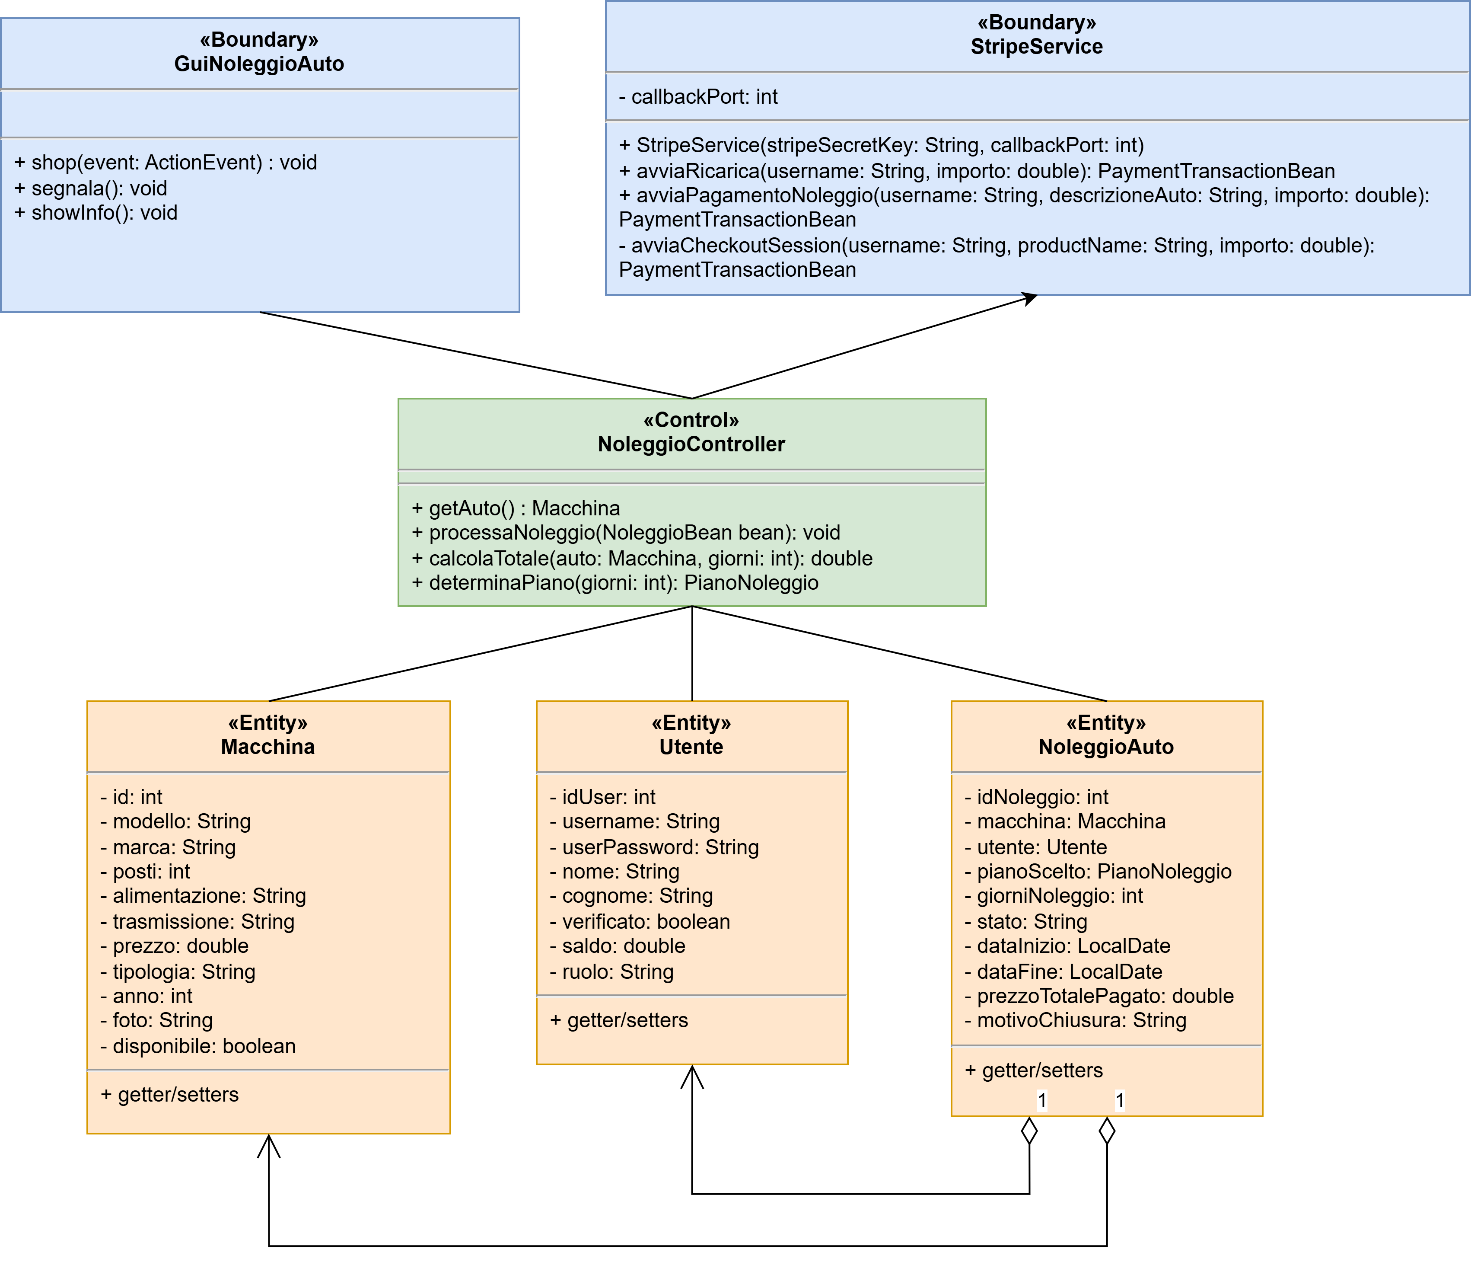 «Boundary»
GuiNoleggioAuto
+ shop(event: ActionEvent) : void
+ segnala(): void
+ showInfo(): void
«Boundary»
StripeService
- callbackPort: int
+ StripeService(stripeSecretKey: String, callbackPort: int)
+ avviaRicarica(username: String, importo: double): PaymentTransactionBean
+ avviaPagamentoNoleggio(username: String, descrizioneAuto: String, importo: double):
PaymentTransactionBean
- avviaCheckoutSession(username: String, productName: String, importo: double):
PaymentTransactionBean
«Control»
NoleggioController
+ getAuto() : Macchina
+ processaNoleggio(NoleggioBean bean): void
+ calcolaTotale(auto: Macchina, giorni: int): double
+ determinaPiano(giorni: int): PianoNoleggio
«Entity»
Macchina
- id: int
- modello: String
- marca: String
- posti: int
- alimentazione: String
- trasmissione: String
- prezzo: double
- tipologia: String
- anno: int
- foto: String
- disponibile: boolean
+ getter/setters
«Entity»
Utente
- idUser: int
- username: String
- userPassword: String
- nome: String
- cognome: String
- verificato: boolean
- saldo: double
- ruolo: String
+ getter/setters
«Entity»
NoleggioAuto
- idNoleggio: int
- macchina: Macchina
- utente: Utente
- pianoScelto: PianoNoleggio
- giorniNoleggio: int
- stato: String
- dataInizio: LocalDate
- dataFine: LocalDate
- prezzoTotalePagato: double
- motivoChiusura: String
+ getter/setters
1
1